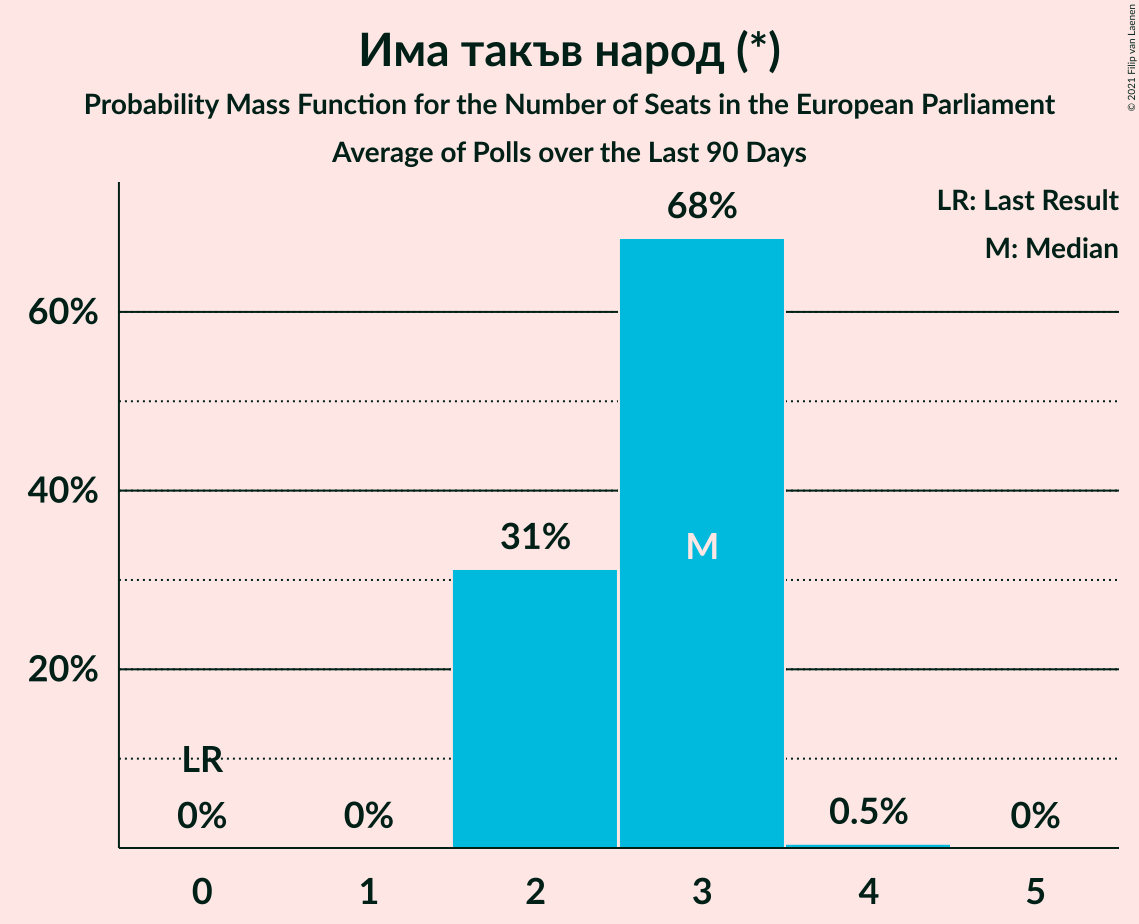 Има такъв народ (*)
Probability Mass Function for the Number of Seats in the European Parliament
Average of Polls over the Last 90 Days
© 2021 Filip van Laenen
LR: Last Result
M: Median
68%
60%
40%
31%
M
20%
LR
0%
0%
0.5%
0%
0
1
2
3
4
5